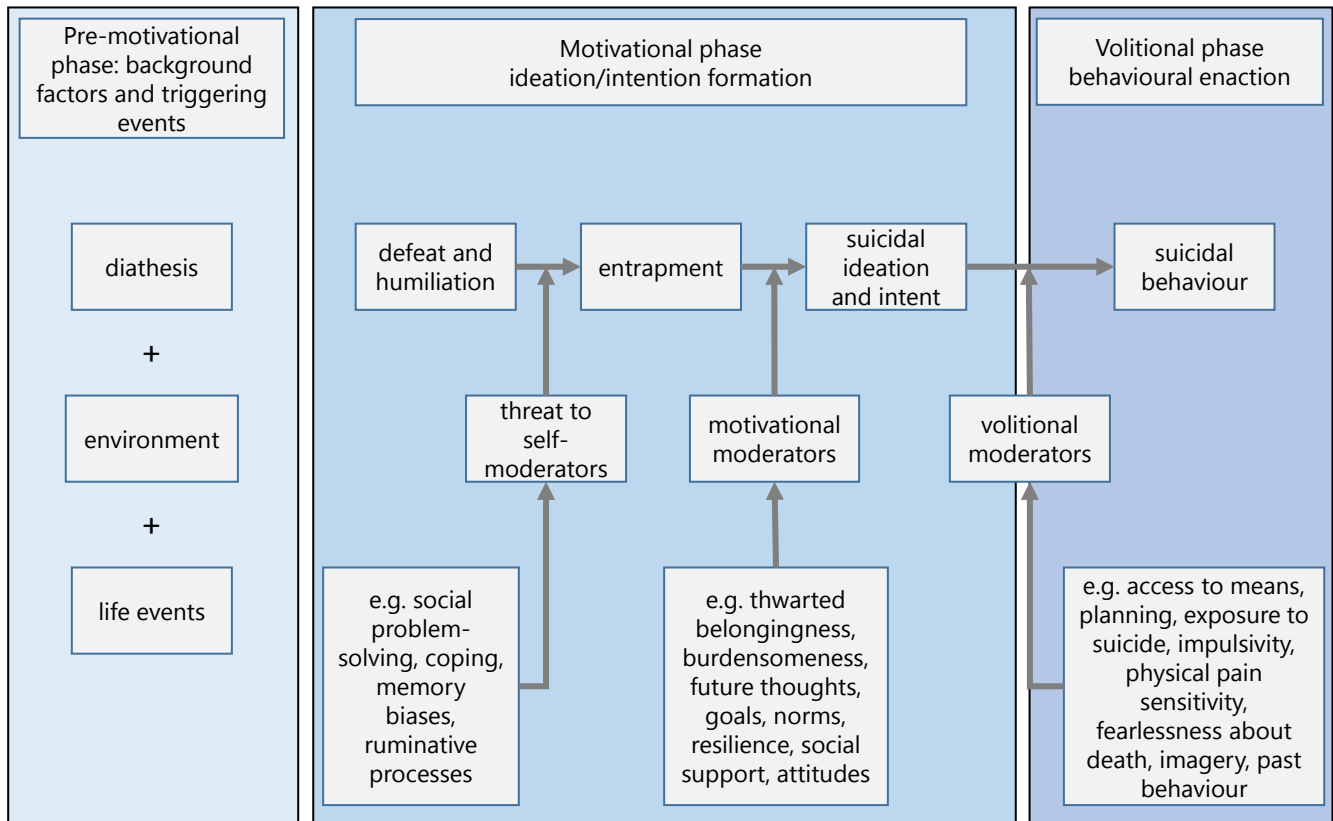 Pre-motivational
phase: background
factors and triggering
events
Motivational phase
ideation/intention formation
Volitional phase
behavioural enaction
diathesis
+
environment
+
life events
defeat and
humiliation
entrapment
suicidal
ideation
and intent
suicidal
behaviour
threat to
self-
moderators
motivational
moderators
volitional
moderators
e.g. social
problem-
solving, coping,
memory
biases,
ruminative
processes
e.g. thwarted
belongingness,
burdensomeness,
future thoughts,
goals, norms,
resilience, social
support, attitudes
e.g. access to means,
planning, exposure to
suicide, impulsivity,
physical pain
sensitivity,
fearlessness about
death, imagery, past
behaviour